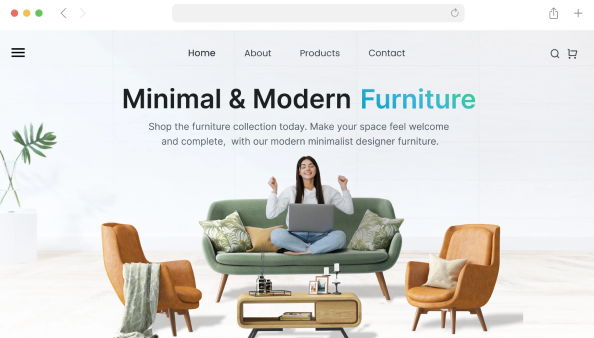 Home About Products Contact
Minimal & Modern Furniture
Shop the furniture collection today. Make your space feel welcome
and complete, with our modern minimalist designer furniture.